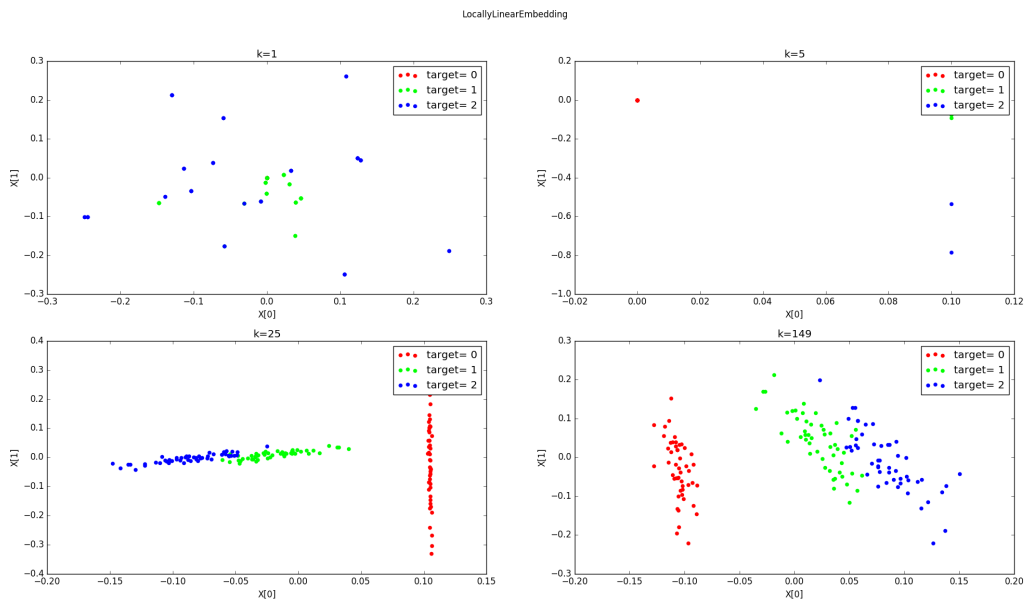 LocallyLinearEmbedding
k=1
0.3
0.2
0.1
0.0
−0.1
−0.2
−0.3
X[1]
−0.3
−0.2
−0.1
0.0
0.1
0.2
0.3
X[0]
target= 0
target= 1
target= 2
k=5
0.2
0.0
−0.2
−0.4
−0.6
−0.8
−1.0
X[1]
−0.02
0.00
0.02
0.04
0.06
0.08
0.10
0.12
X[0]
target= 0
target= 1
target= 2
k=25
0.4
0.3
0.2
0.1
0.0
−0.1
−0.2
−0.3
−0.4
X[1]
−0.20
−0.15
−0.10
−0.05
0.00
0.05
0.10
0.15
X[0]
target= 0
target= 1
target= 2
k=149
0.3
0.2
0.1
0.0
−0.1
−0.2
−0.3
X[1]
−0.20
−0.15
−0.10
−0.05
0.00
0.05
0.10
0.15
0.20
X[0]
target= 0
target= 1
target= 2